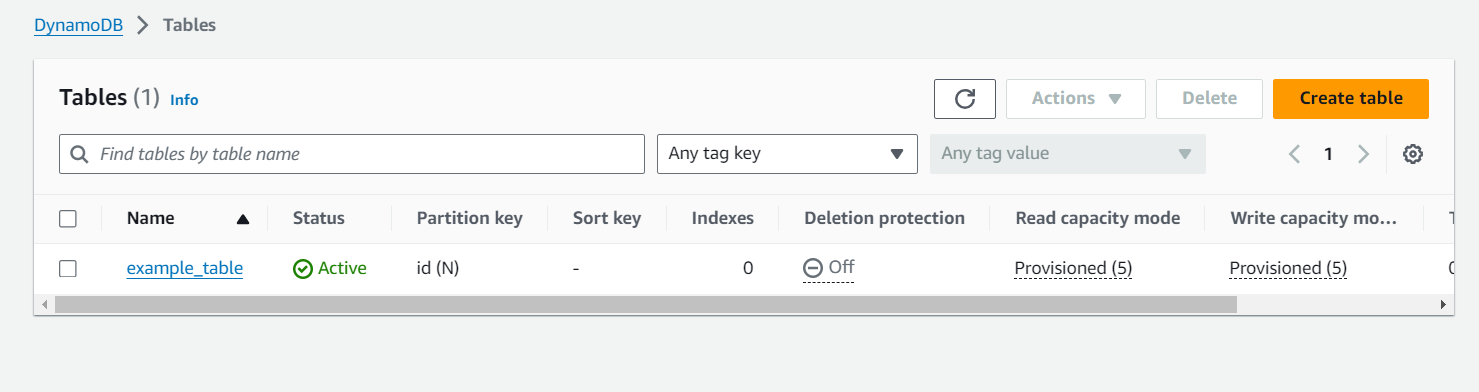 DynamoDB Tables
Tables (1) Info Actions Delete Create table
Find tables by table name Any tag key Any tag value 1
Name Status Partition key Sort key Indexes Deletion protection Read capacity mode Write capacity mo...
example_table Active id (N) - 0 Off Provisioned (5) Provisioned (5)